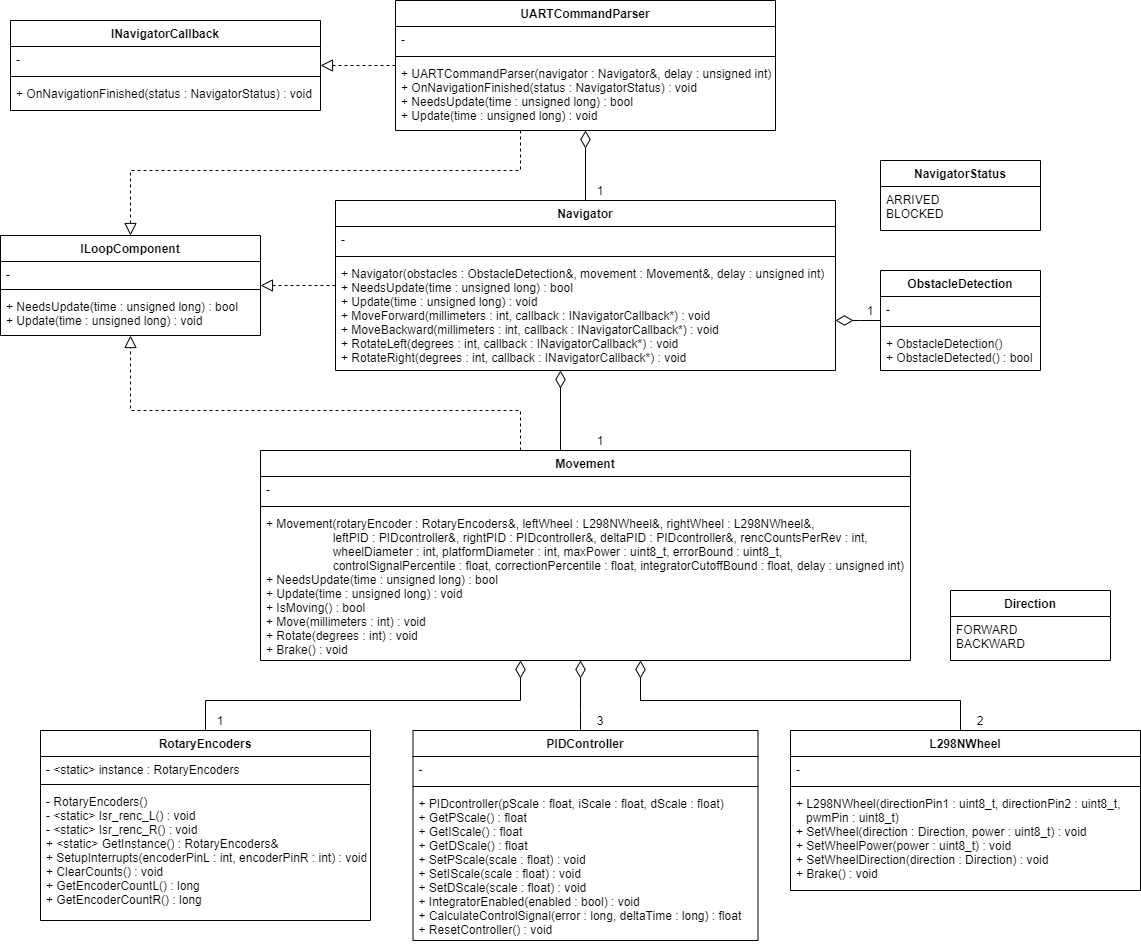 UARTCommandParser
-
+ UARTCommandParser(navigator : Navigator&, delay : unsigned int)
+ OnNavigationFinished(status : NavigatorStatus) : void
+ NeedsUpdate(time : unsigned long) : bool
+ Update(time : unsigned long) : void
INavigatorCallback
-
+ OnNavigationFinished(status : NavigatorStatus) : void
1
NavigatorStatus
ARRIVED
BLOCKED
Navigator
-
+ Navigator(obstacles : ObstacleDetection&, movement : Movement&, delay : unsigned int)
+ NeedsUpdate(time : unsigned long) : bool
+ Update(time : unsigned long) : void
+ MoveForward(millimeters : int, callback : INavigatorCallback*) : void
+ MoveBackward(millimeters : int, callback : INavigatorCallback*) : void
+ RotateLeft(degrees : int, callback : INavigatorCallback*) : void
+ RotateRight(degrees : int, callback : INavigatorCallback*) : void
ILoopComponent
-
+ NeedsUpdate(time : unsigned long) : bool
+ Update(time : unsigned long) : void
1
ObstacleDetection
-
+ ObstacleDetection()
+ ObstacleDetected() : bool
1
Movement
-
+ Movement(rotaryEncoder : RotaryEncoders&, leftWheel : L298NWheel&, rightWheel : L298NWheel&,
leftPID : PIDcontroller&, rightPID : PIDcontroller&, deltaPID : PIDcontroller&, rencCountsPerRev : int,
wheelDiameter : int, platformDiameter : int, maxPower : uint8_t, errorBound : uint8_t,
controlSignalPercentile : float, correctionPercentile : float, integratorCutoffBound : float, delay : unsigned int)
+ NeedsUpdate(time : unsigned long) : bool
+ Update(time : unsigned long) : void
+ IsMoving() : bool
+ Move(millimeters : int) : void
+ Rotate(degrees : int) : void
+ Brake() : void
Direction
FORWARD
BACKWARD
1
3
2
RotaryEncoders
- <static> instance : RotaryEncoders
- RotaryEncoders()
- <static> Isr_renc_L() : void
- <static> Isr_renc_R() : void
+ <static> GetInstance() : RotaryEncoders&
+ SetupInterrupts(encoderPinL : int, encoderPinR : int) : void
+ ClearCounts() : void
+ GetEncoderCountL() : long
+ GetEncoderCountR() : long
PIDController
-
+ PIDcontroller(pScale : float, iScale : float, dScale : float)
+ GetPScale() : float
+ GetIScale() : float
+ GetDScale() : float
+ SetPScale(scale : float) : void
+ SetIScale(scale : float) : void
+ SetDScale(scale : float) : void
+ IntegratorEnabled(enabled : bool) : void
+ CalculateControlSignal(error : long, deltaTime : long) : float
+ ResetController() : void
L298NWheel
-
+ L298NWheel(directionPin1 : uint8_t, directionPin2 : uint8_t,
pwmPin : uint8_t)
+ SetWheel(direction : Direction, power : uint8_t) : void
+ SetWheelPower(power : uint8_t) : void
+ SetWheelDirection(direction : Direction) : void
+ Brake() : void